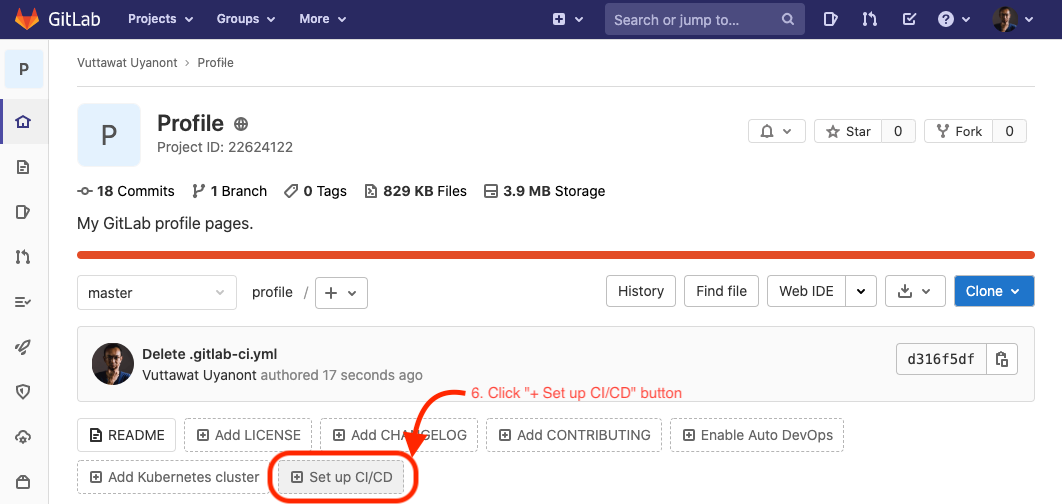 GitLab Projects Groups More Search or jump to...
P Vuttawat Uyanont › Profile
P Profile
Project ID: 22624122
Star 0 Fork 0
18 Commits 1 Branch 0 Tags 829 KB Files 3.9 MB Storage
My GitLab profile pages.
master profile / + History Find file Web IDE Clone
Delete .gitlab-ci.yml
Vuttawat Uyanont authored 17 seconds ago
d316f5df
6. Click "+ Set up CI/CD" button
README Add LICENSE Add CHANGELOG Add CONTRIBUTING Enable Auto DevOps
Add Kubernetes cluster Set up CI/CD